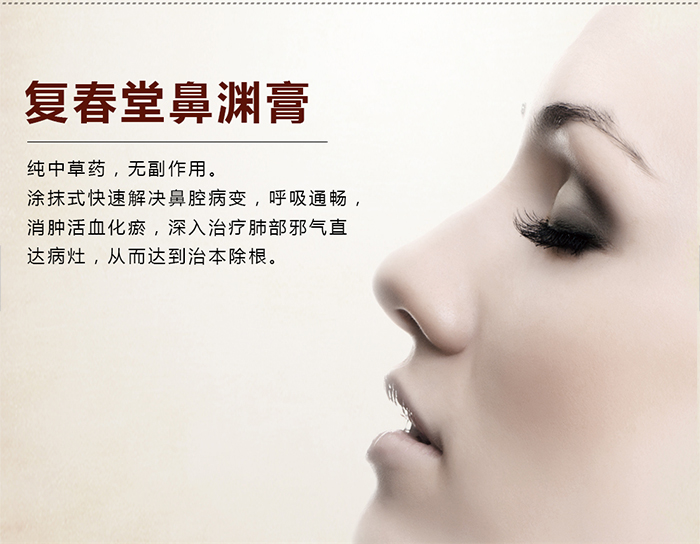 复春堂鼻渊膏
纯中草药，无副作用。
涂抹式快速解决鼻腔病变，呼吸通畅，
消肿活血化瘀，深入治疗肺部邪气直
达病灶，从而达到治本除根。